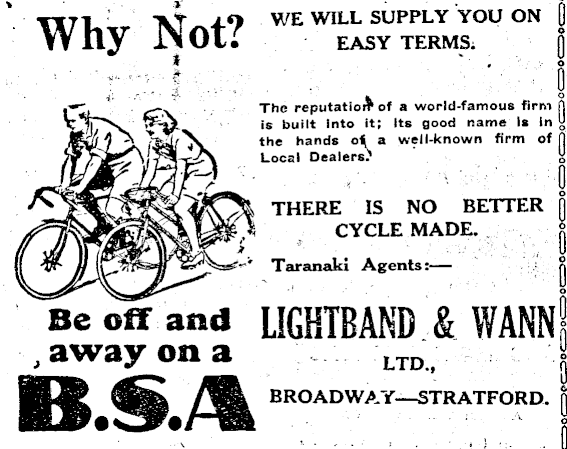 Why Not?
Be off and
away on a
B.S.A
WE WILL SUPPLY YOU ON
EASY TERMS.
The reputation of a world-famous firm
is built into it; its good name is in
the hands of a well-known firm of
Local Dealers.
THERE IS NO BETTER
CYCLE MADE.
Taranaki Agents:—
LIGHTBAND & WANN
LTD.,
BROADWAY—STRATFORD.